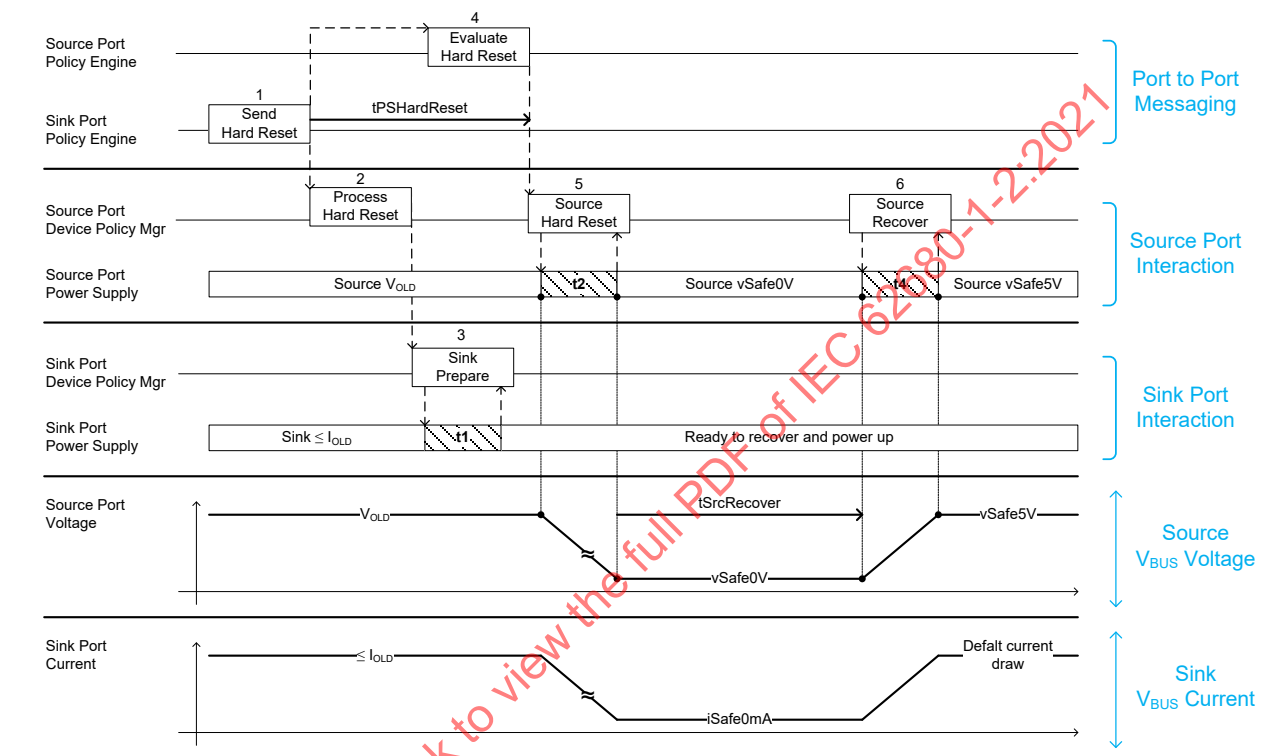 4
Source Port
Policy Engine
Evaluate
Hard Reset
Port to Port
Messaging
1
Sink Port
Policy Engine
Send
Hard Reset
tPSHardReset
2
5
6
Source Port
Device Policy Mgr
Process
Hard Reset
Source
Hard Reset
Source
Recover
Source Port
Interaction
Source Port
Power Supply
Source VOLD
t2
Source vSafe0V
t4
Source vSafe5V
3
Sink Port
Device Policy Mgr
Sink
Prepare
Sink Port
Interaction
Sink Port
Power Supply
Sink ≤ IOLD
t1
Ready to recover and power up
Source Port
Voltage
VOLD
tSrcRecover
vSafe0V
vSafe5V
Source
VBUS Voltage
≈
Sink Port
Current
≤ IOLD
≈
iSafe0mA
Defalt current
draw
Sink
VBUS Current
k to view the full PDF of IEC 62680-1-2:2021